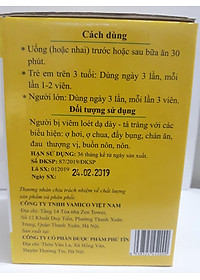 Cách dùng
- Uống (hoặc nhai) trước hoặc sau bữa ăn 30
phút.
- Trẻ em trên 3 tuổi: Dùng ngày 3 lần, mỗi
lần 1-2 viên.
- Người lớn: Dùng ngày 3 lần, mỗi lần 3 viên.
Đối tượng sử dụng
Người bị viêm loét dạ dày - tá tràng với các
biểu hiện: ợ hơi, ợ chua, đầy bụng, chán ăn,
đau thượng vị, buồn nôn, nôn.
HẠN SỬ DỤNG: 36 tháng kể từ ngày sản xuất.
Số ĐKSP: 87/2019/ĐKSP
Lô SX: 012019
Ngày SX: 24.02.2019
Thương nhân chịu trách nhiệm về chất lượng
sản phẩm và phân phối
CÔNG TY TNHH VAMICO VIỆT NAM
Địa chỉ: Tầng 14 Tòa nhà Zen Tower,
Số 12 Khuất Duy Tiến, Phường Thanh Xuân
Trung, Quận Thanh Xuân, Hà Nội.
Sản xuất tại:
CÔNG TY CỔ PHẦN DƯỢC PHẨM PHÚ TÍN
Địa chỉ: Thôn Văn La, Xã
Huyện Thường Tín, Hà Nội